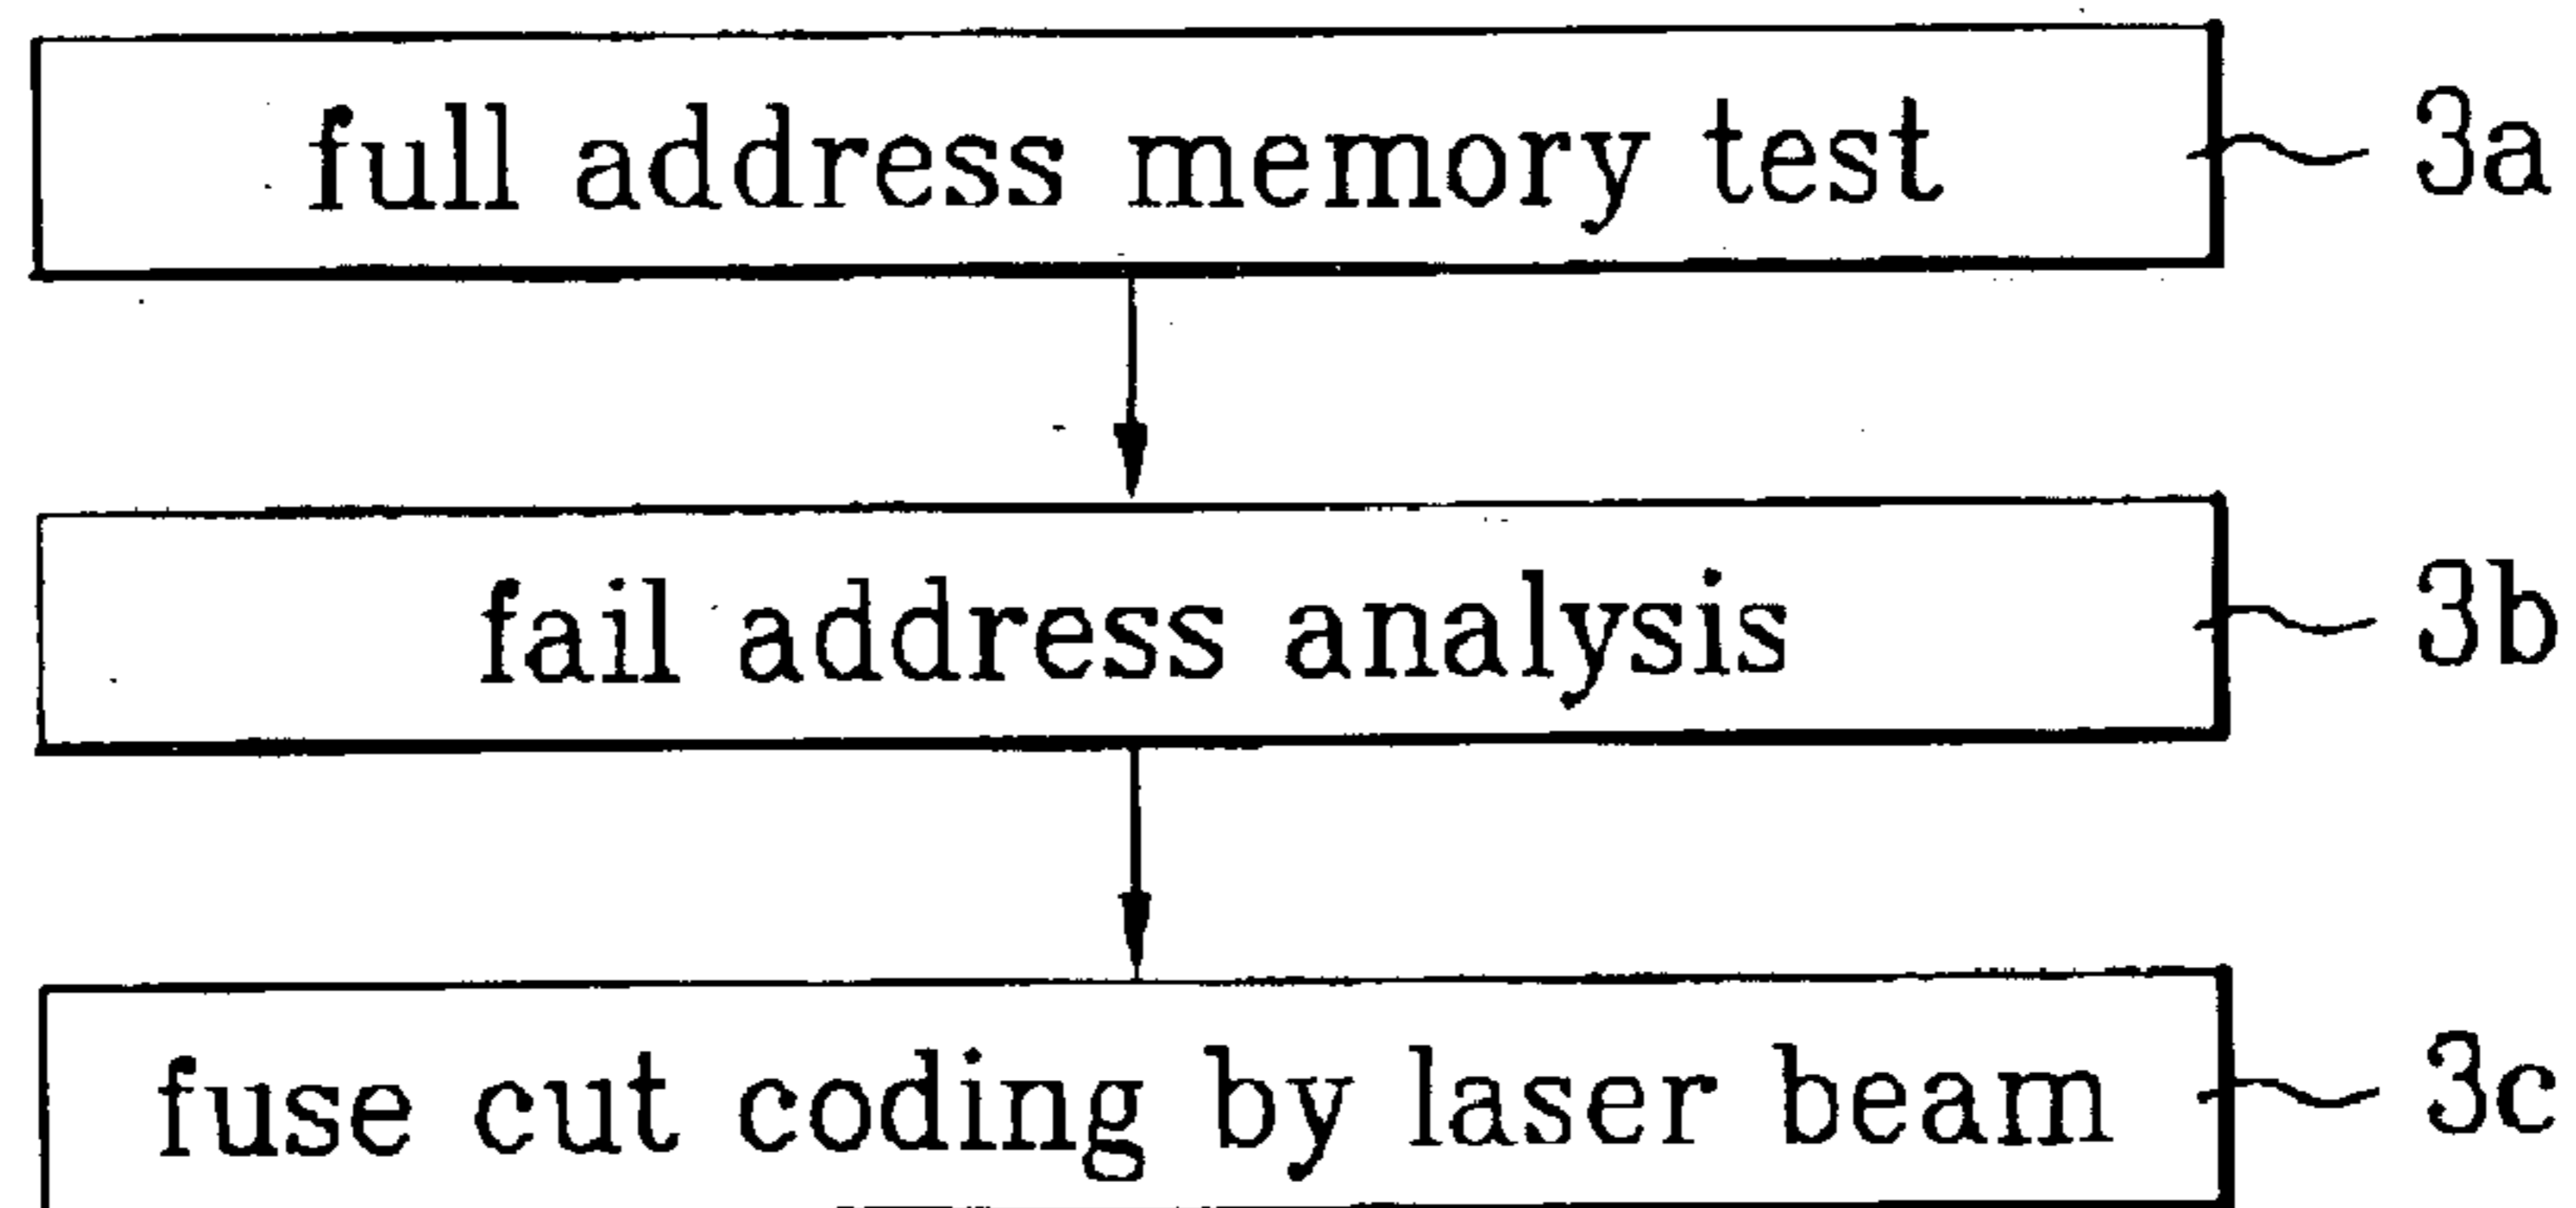 full address memory test 3a
fail address analysis 3b
fuse cut coding by laser beam 3c